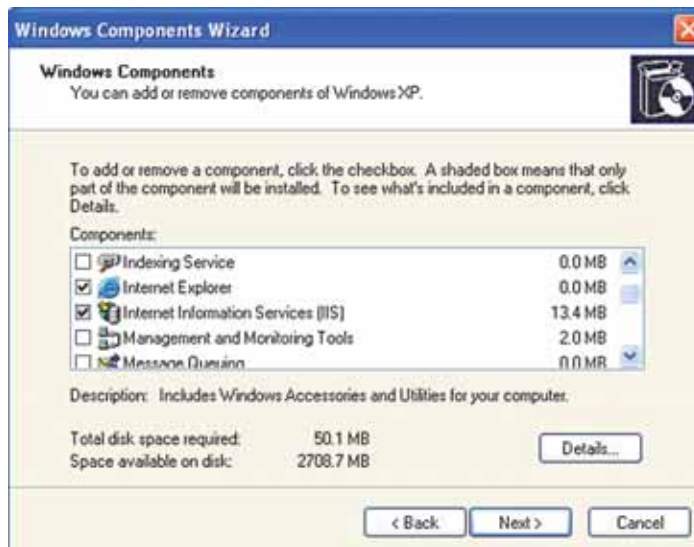 Windows Components Wizard
Windows Components
You can add or remove components of Windows XP.
To add or remove a component, click the checkbox. A shaded box means that only
part of the component will be installed. To see what's included in a component, click
Details.
Components:
Indexing Service 0.0 MB
Internet Explorer 0.0 MB
Internet Information Services (IIS) 13.4 MB
Management and Monitoring Tools 2.0 MB
Message Queuing 0.0 MB
Description: Includes Windows Accessories and Utilities for your computer.
Total disk space required: 50.1 MB
Space available on disk: 2708.7 MB
Details...
< Back Next > Cancel